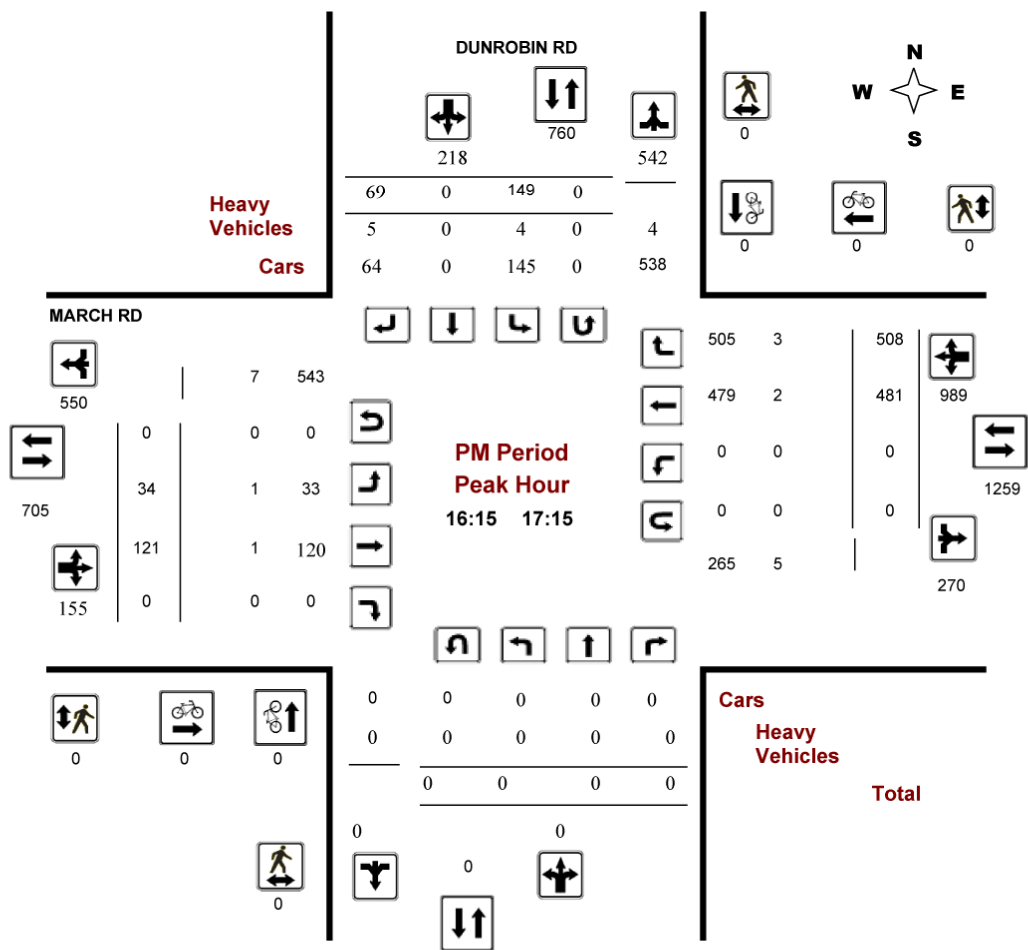 DUNROBIN RD
N
W E
S
760
0
218 542
69 0 149 0
Heavy
Vehicles
5 0 4 0 4
0 0 0
Cars
64 0 145 0 538
MARCH RD
505 3 508
7 543
550
479 2 481 989
0 0 0
PM Period
0 0 0
Peak Hour
34 1 33
1259
705
16:15 17:15
0 0 0
121 1 120
265 5
270
155
0 0 0
0 0 0 0 0
Cars
0 0 0 0 0
Heavy
Vehicles
0 0 0
0 0 0 0
Total
0 0
0
0